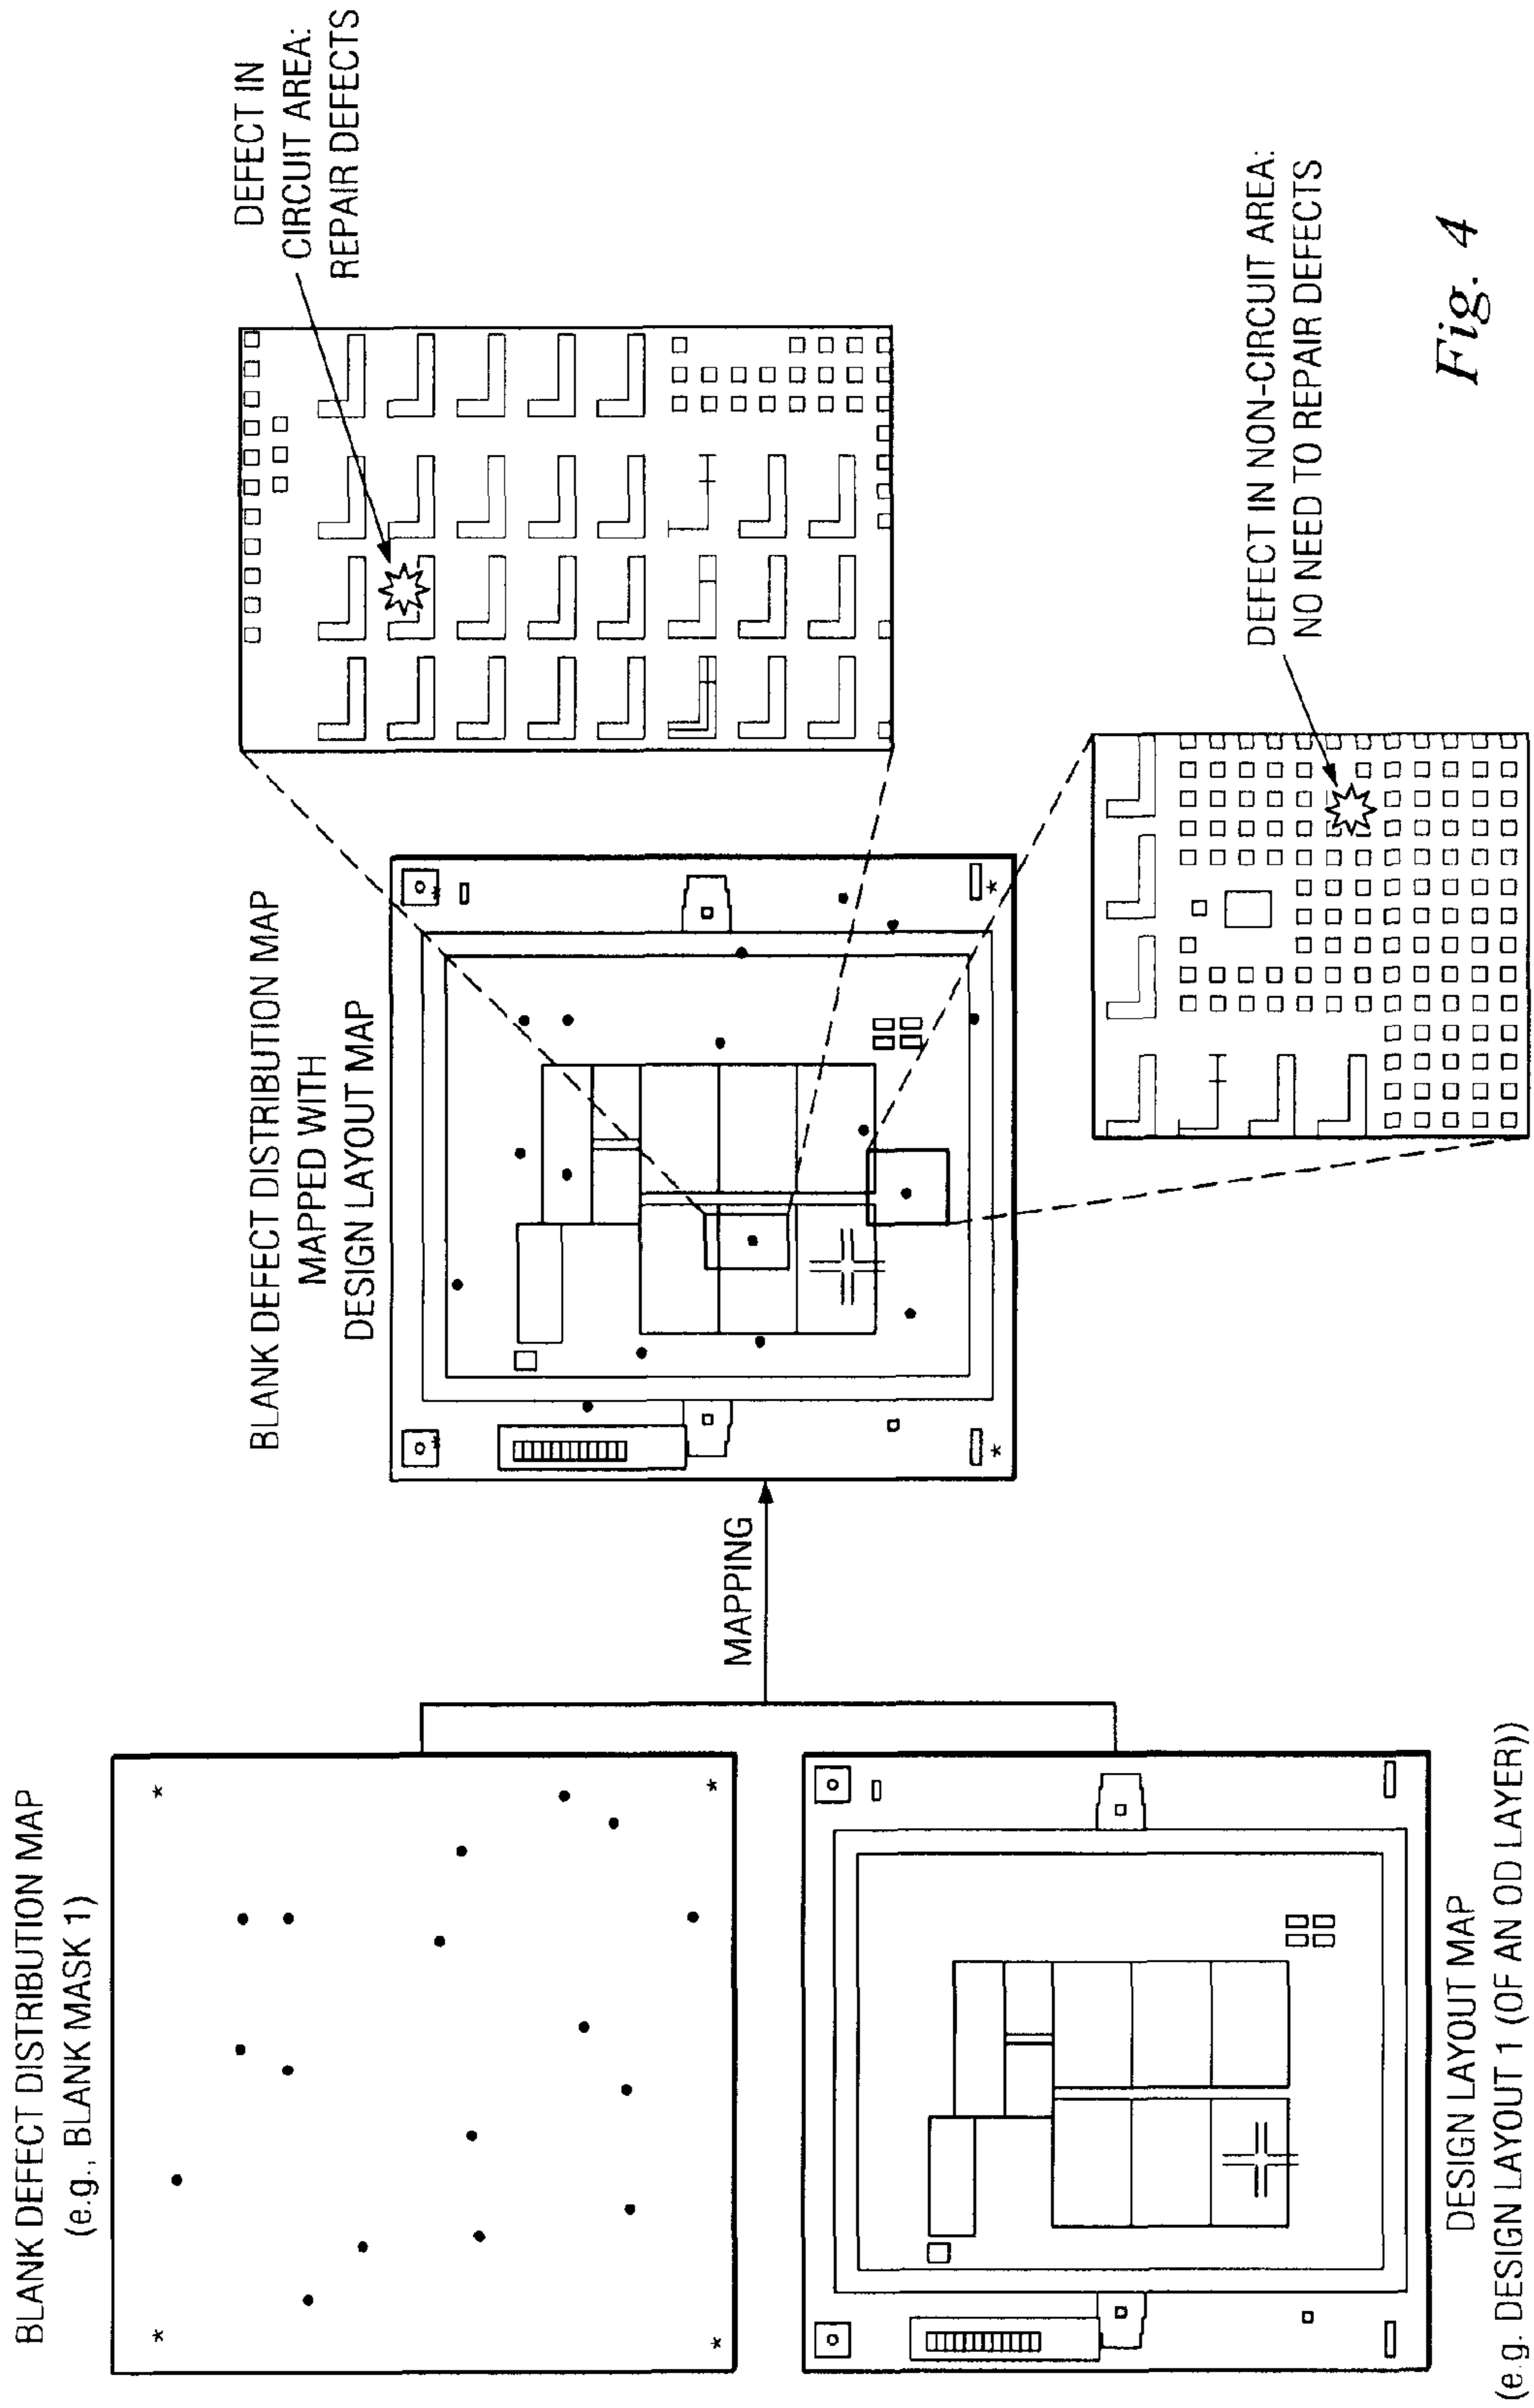 BLANK DEFECT DISTRIBUTION MAP
(e.g., BLANK MASK 1)
DESIGN LAYOUT MAP
(e.g. DESIGN LAYOUT 1 (OF AN OD LAYER))
MAPPING
BLANK DEFECT DISTRIBUTION MAP
MAPPED WITH
DESIGN LAYOUT MAP
DEFECT IN
CIRCUIT AREA:
REPAIR DEFECTS
DEFECT IN NON-CIRCUIT AREA:
NO NEED TO REPAIR DEFECTS
Fig. 4